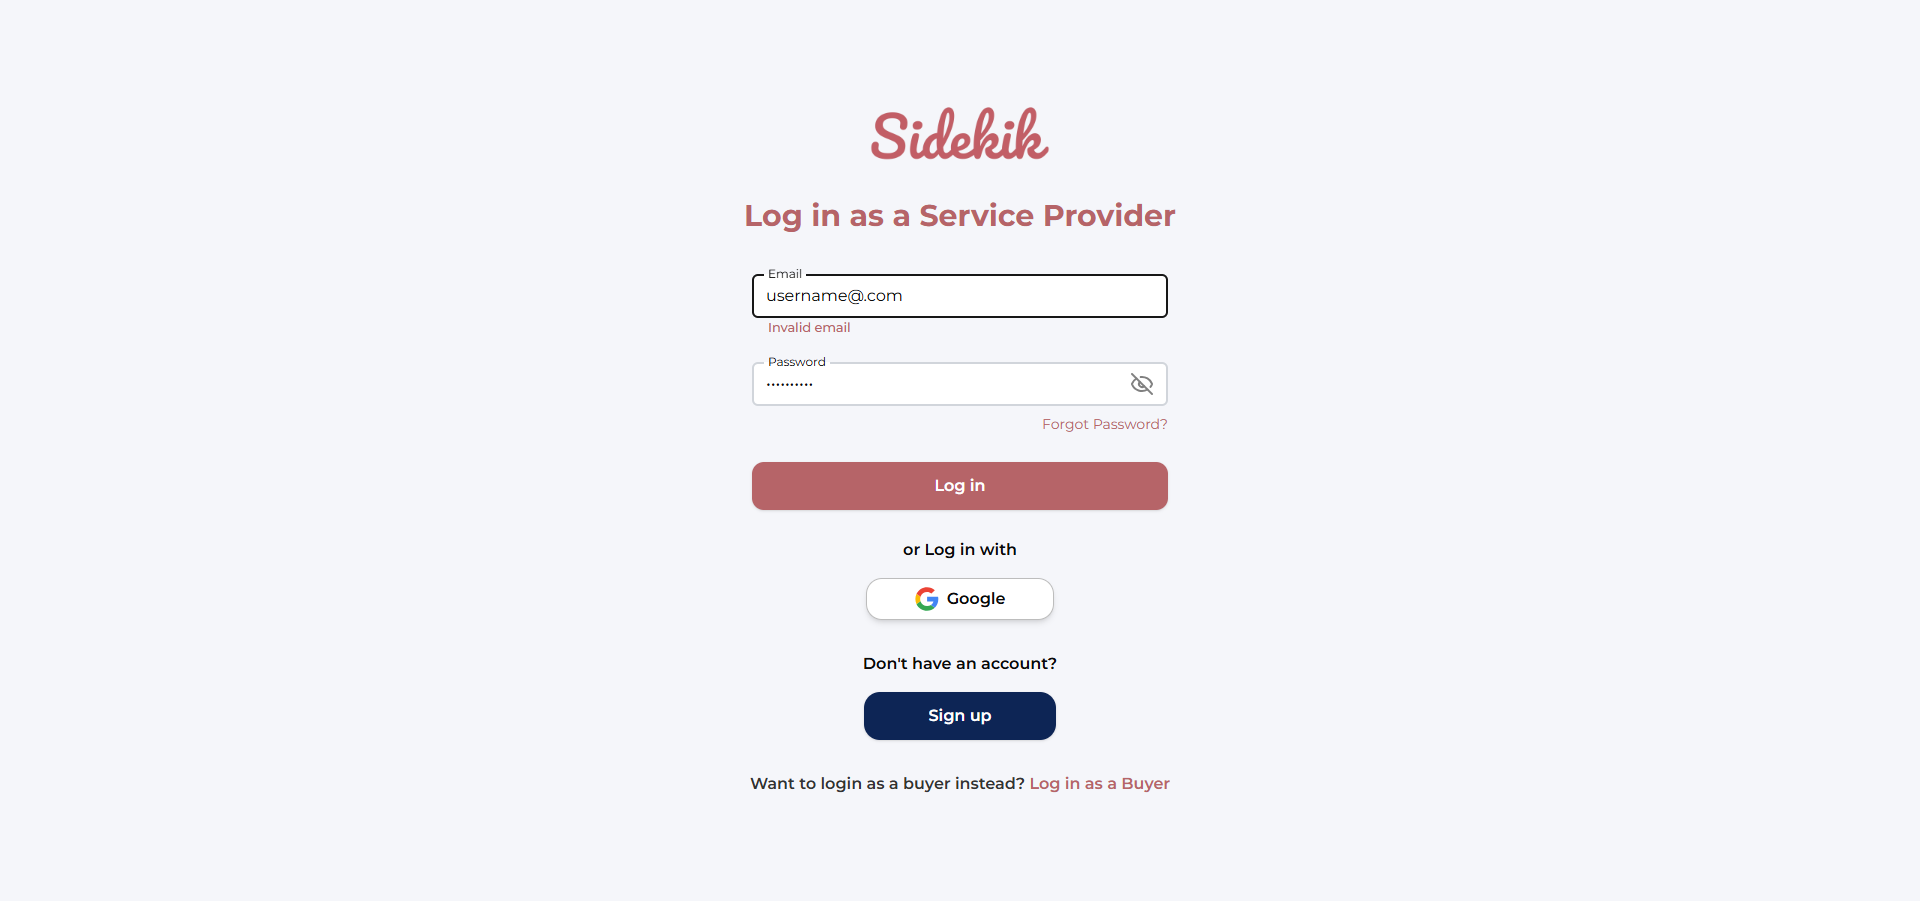 Sidekik
Log in as a Service Provider
Email
username@.com
Invalid email
Password
••••••••••
Forgot Password?
Log in
or Log in with
Google
Don't have an account?
Sign up
Want to login as a buyer instead? Log in as a Buyer